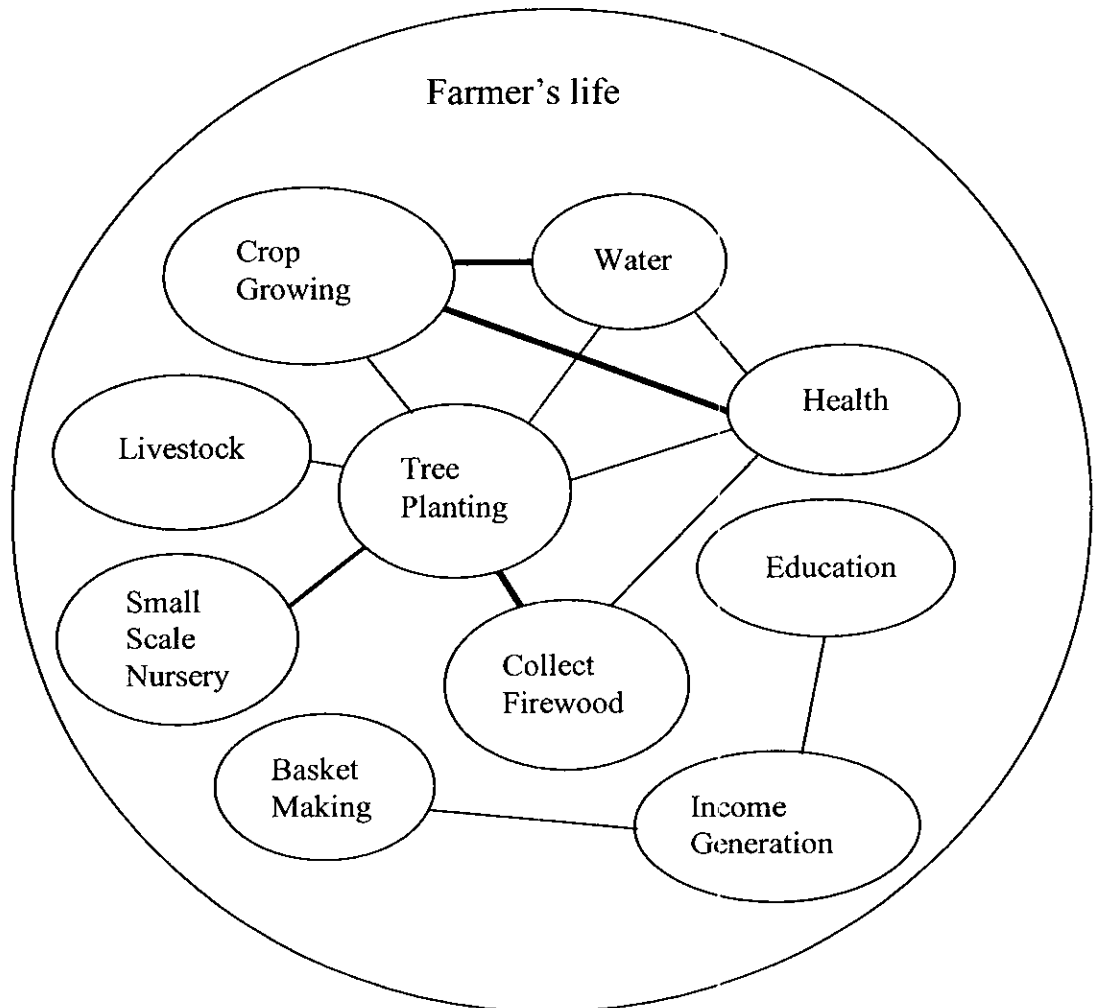 Farmer's life
Crop
Growing
Water
Health
Livestock
Tree
Planting
Education
Small
Scale
Nursery
Collect
Firewood
Basket
Making
Income
Generation